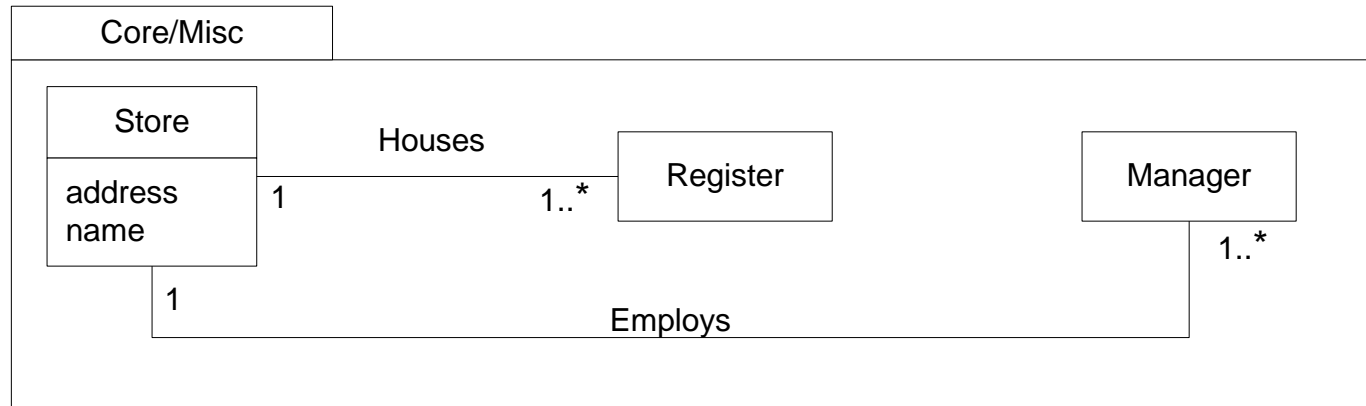 Core/Misc
Store
address
name
Houses
1
1..*
Register
Manager
1..*
1
Employs